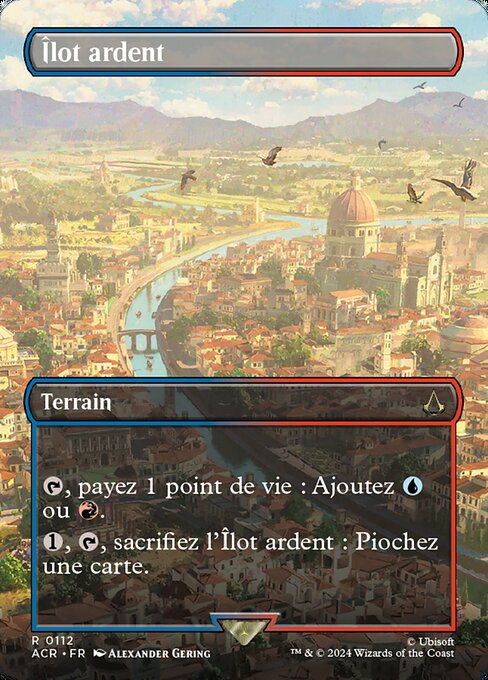 Îlot ardent
Terrain
, payez 1 point de vie : Ajoutez
ou .
1, , sacrifiez l'Îlot ardent : Piochez
une carte.
R 0112
ACR • FR Alexander Gering
© Ubisoft
™ & © 2024 Wizards of the Coast